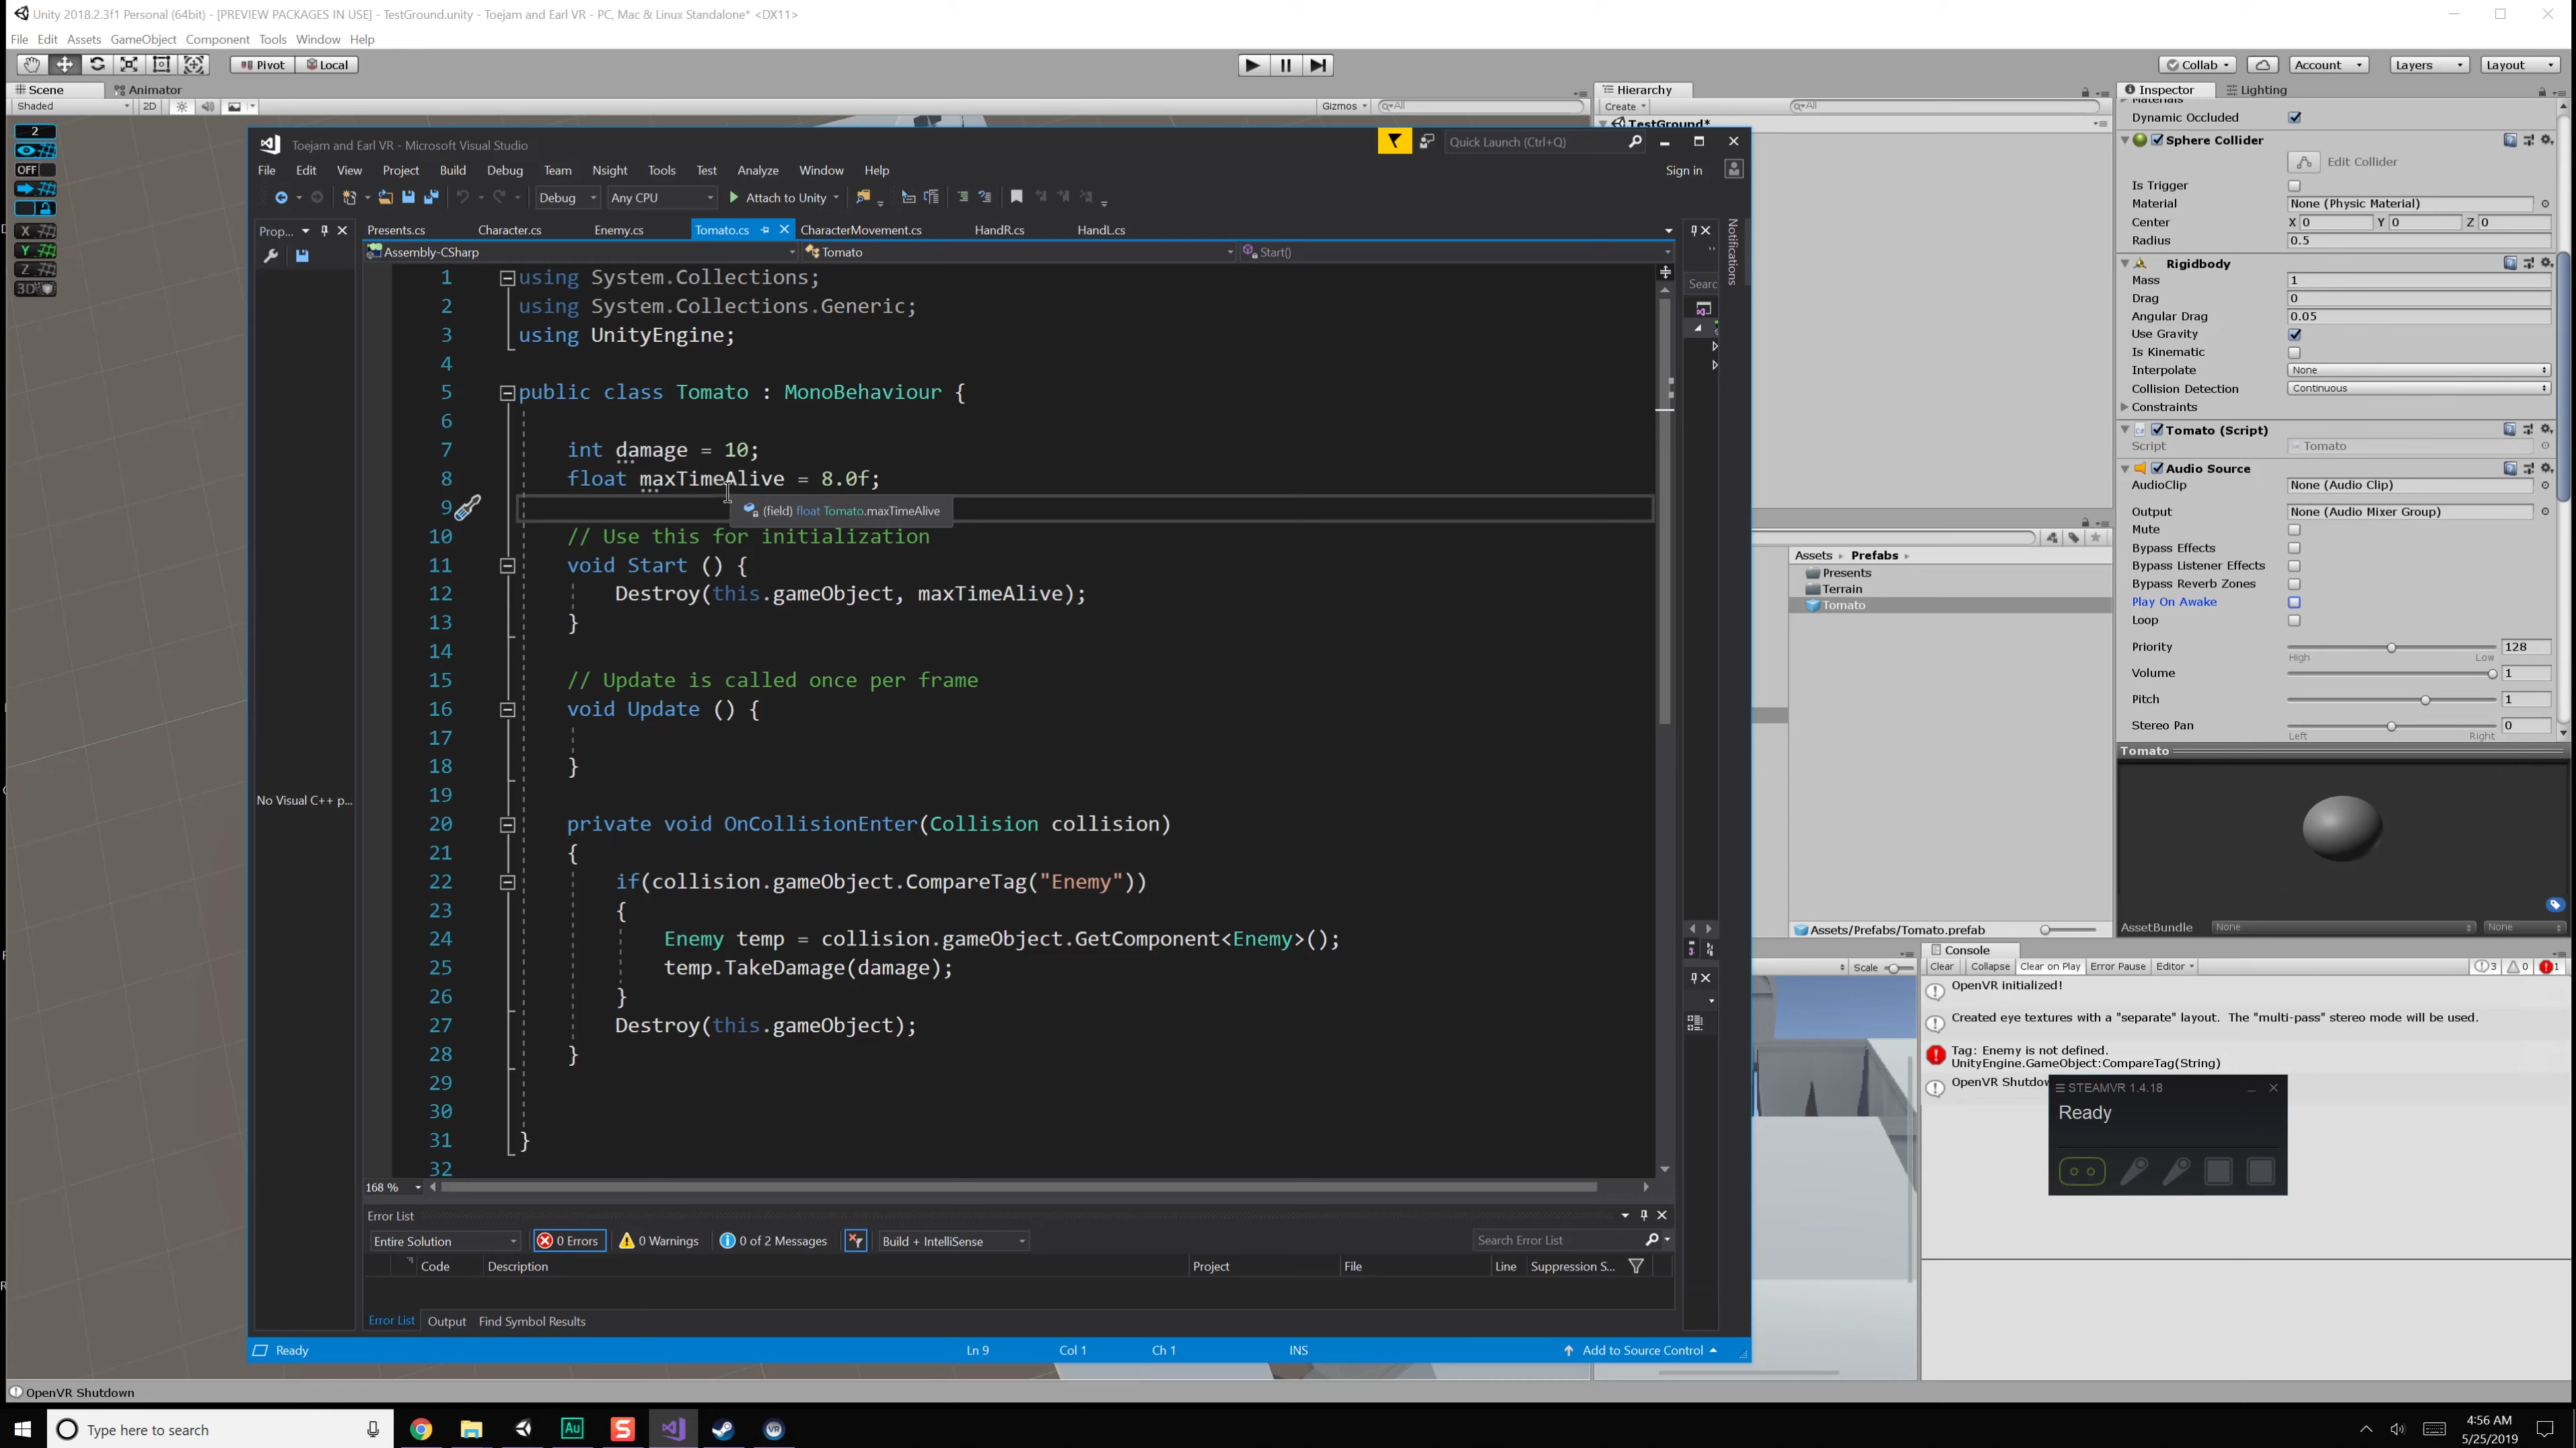 Unity 2018.2.3f1 Personal (64bit) - [PREVIEW PACKAGES IN USE] - TestGround.unity - Toejam and Earl VR - PC, Mac & Linux Standalone* <DX11>
File Edit Assets GameObject Component Tools Window Help
Pivot Local
Collab Account Layers Layout
Scene Animator
Shaded 2D Gizmos All
2
OFF
X
Y
Z
3D
Hierarchy
Create All
TestGround*
Toejam and Earl VR - Microsoft Visual Studio
Quick Launch (Ctrl+Q)
File Edit View Project Build Debug Team Nsight Tools Test Analyze Window Help
Sign in
Debug Any CPU Attach to Unity
Prop...
Presents.cs Character.cs Enemy.cs Tomato.cs CharacterMovement.cs HandR.cs HandL.cs
Assembly-CSharp Tomato Start()
Notifications
Searc
No Visual C++ p...
1 using System.Collections;
2 using System.Collections.Generic;
3 using UnityEngine;
4
5 public class Tomato : MonoBehaviour {
6
7 int damage = 10;
8 float maxTimeAlive = 8.0f;
9
(field) float Tomato.maxTimeAlive
10 // Use this for initialization
11 void Start () {
12 Destroy(this.gameObject, maxTimeAlive);
13 }
14
15 // Update is called once per frame
16 void Update () {
17
18 }
19
20 private void OnCollisionEnter(Collision collision)
21 {
22 if(collision.gameObject.CompareTag("Enemy"))
23 {
24 Enemy temp = collision.gameObject.GetComponent<Enemy>();
25 temp.TakeDamage(damage);
26 }
27 Destroy(this.gameObject);
28 }
29
30
31 }
32
168 %
Error List
Entire Solution 0 Errors 0 Warnings 0 of 2 Messages Build + IntelliSense Search Error List
Code Description Project File Line Suppression S...
Error List Output Find Symbol Results
Ready Ln 9 Col 1 Ch 1 INS Add to Source Control
Assets Prefabs
Presents
Terrain
Tomato
Assets/Prefabs/Tomato.prefab
Scale
Inspector Lighting
Materials
Dynamic Occluded
Sphere Collider
Edit Collider
Is Trigger
Material None (Physic Material)
Center X 0 Y 0 Z 0
Radius 0.5
Rigidbody
Mass 1
Drag 0
Angular Drag 0.05
Use Gravity
Is Kinematic
Interpolate None
Collision Detection Continuous
Constraints
Tomato (Script)
Script Tomato
Audio Source
AudioClip None (Audio Clip)
Output None (Audio Mixer Group)
Mute
Bypass Effects
Bypass Listener Effects
Bypass Reverb Zones
Play On Awake
Loop
Priority 128
High Low
Volume 1
Pitch 1
Stereo Pan 0
Left Right
Tomato
AssetBundle None None
Console
Clear Collapse Clear on Play Error Pause Editor 3 0 1
OpenVR initialized!
Created eye textures with a "separate" layout. The "multi-pass" stereo mode will be used.
Tag: Enemy is not defined.
UnityEngine.GameObject:CompareTag(String)
OpenVR Shutdow
STEAMVR 1.4.18
Ready
OpenVR Shutdown
Type here to search
Au
S
VR
4:56 AM
5/25/2019